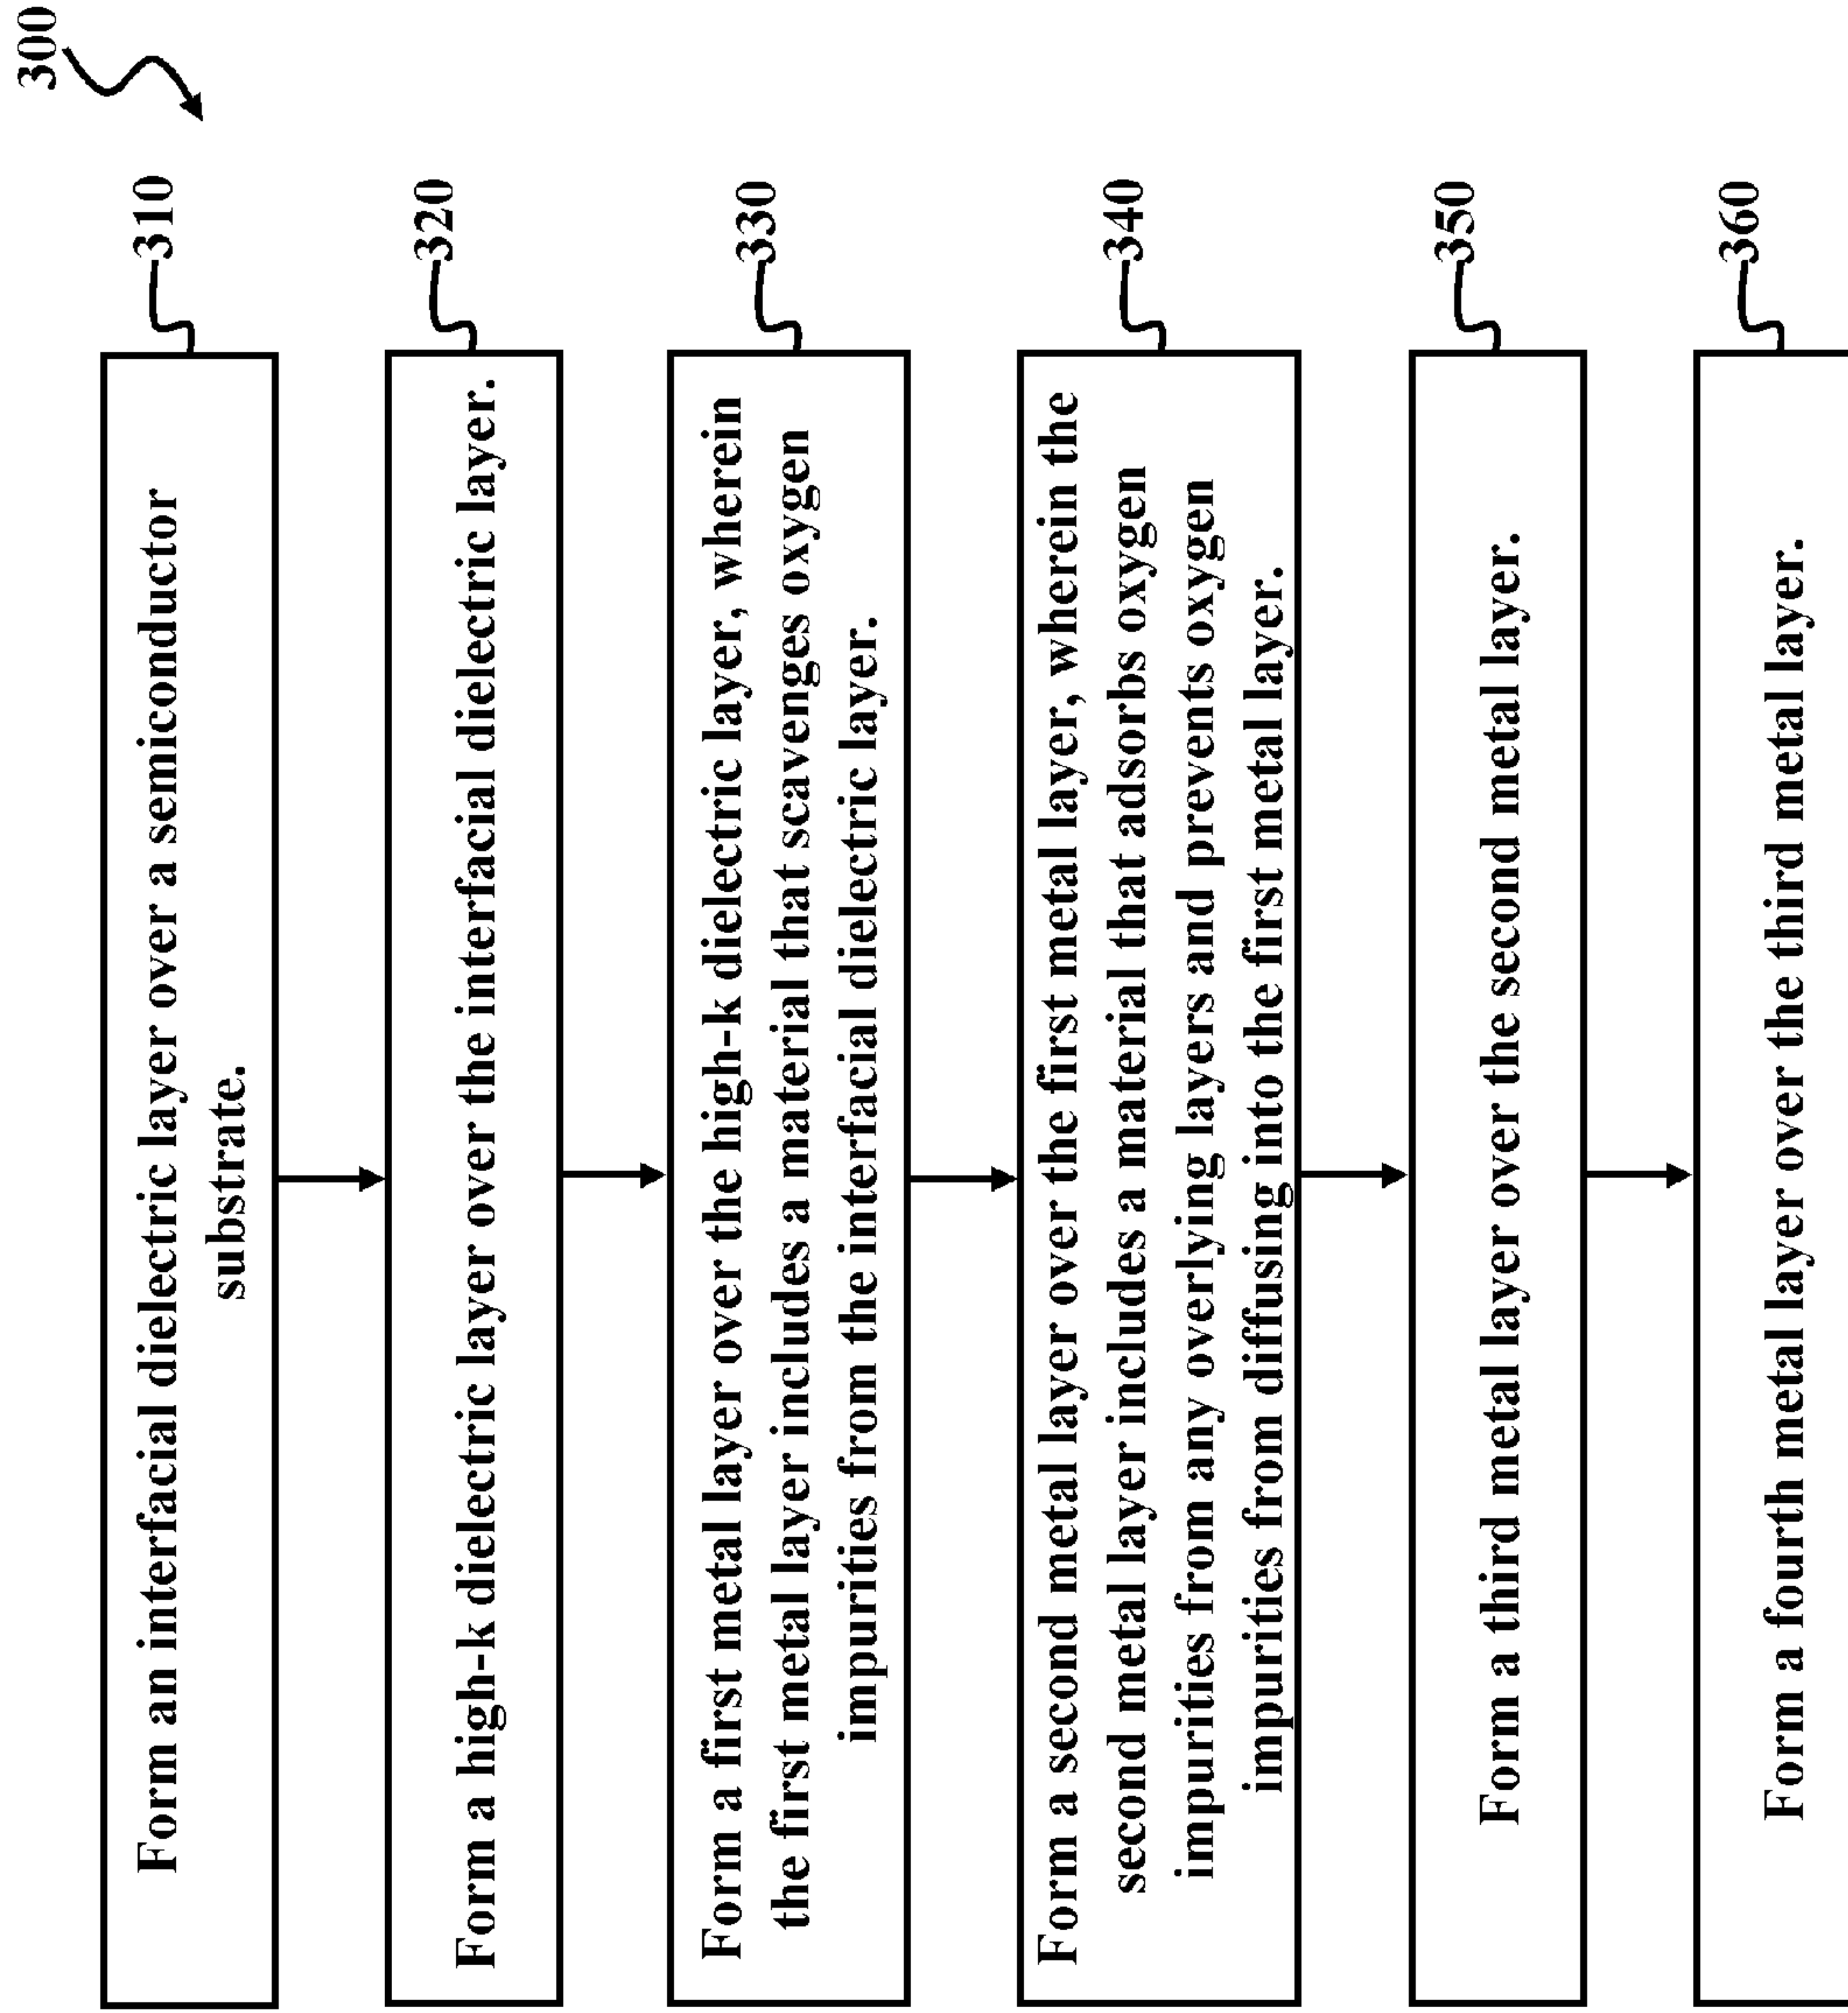 300
310
Form an interfacial dielectric layer over a semiconductor
substrate.
320
Form a high-k dielectric layer over the interfacial dielectric layer.
330
Form a first metal layer over the high-k dielectric layer, wherein
the first metal layer includes a material that scavenges oxygen
impurities from the interfacial dielectric layer.
340
Form a second metal layer over the first metal layer, wherein the
second metal layer includes a material that adsorbs oxygen
impurities from any overlying layers and prevents oxygen
impurities from diffusing into the first metal layer.
350
Form a third metal layer over the second metal layer.
360
Form a fourth metal layer over the third metal layer.